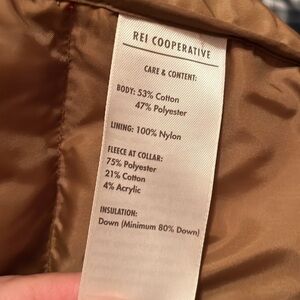 REI COOPERATIVE
CARE & CONTENT:
BODY: 53% Cotton
47% Polyester
LINING: 100% Nylon
FLEECE AT COLLAR:
75% Polyester
21% Cotton
4% Acrylic
INSULATION:
Down (Minimum 80% Down)